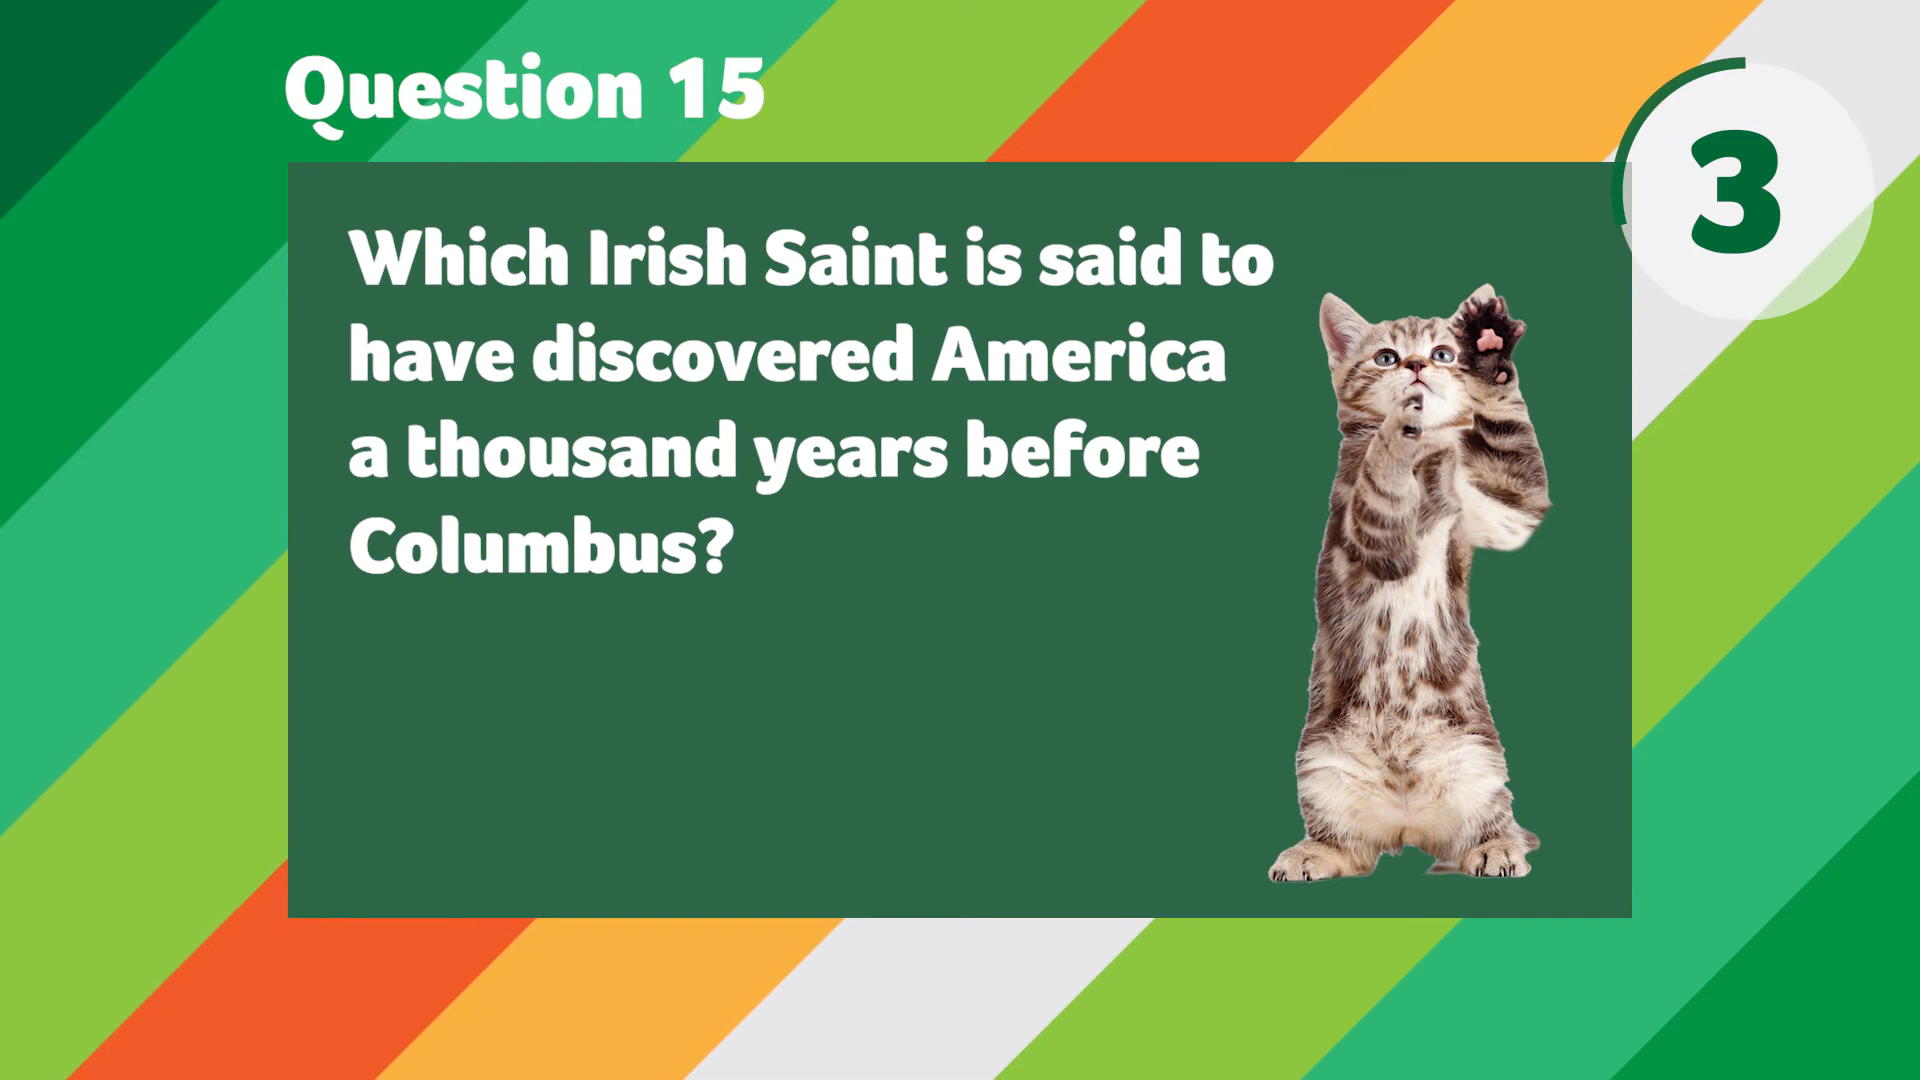 Question 15
3
Which Irish Saint is said to
have discovered America
a thousand years before
Columbus?